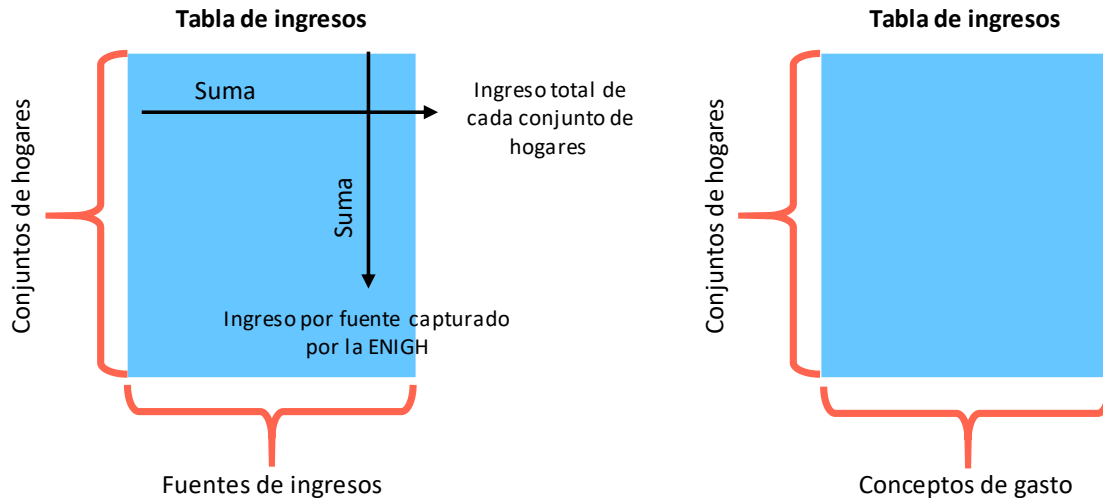 Tabla de ingresos
Conjuntos de hogares
Suma
Ingreso total de
cada conjunto de
hogares
Suma
Ingreso por fuente capturado
por la ENIGH
Fuentes de ingresos
Tabla de ingresos
Conjuntos de hogares
Conceptos de gasto